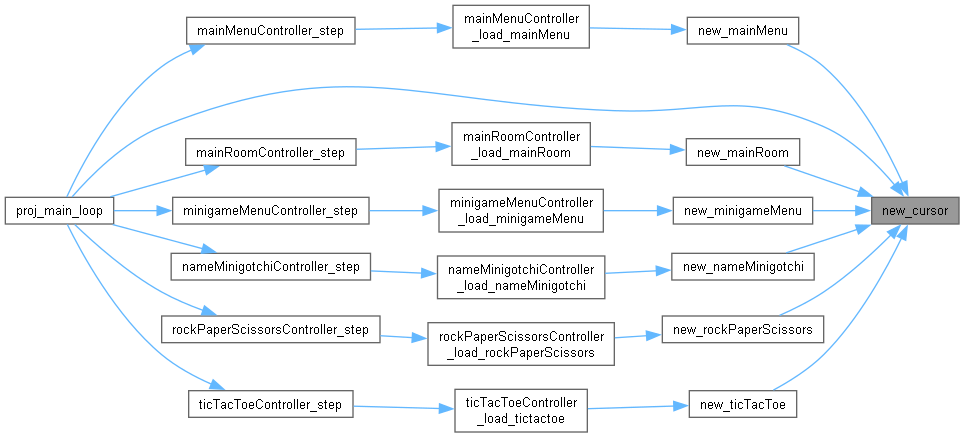 mainMenuController_step
mainMenuController
_load_mainMenu
new_mainMenu
mainRoomController_step
mainRoomController
_load_mainRoom
new_mainRoom
proj_main_loop
minigameMenuController_step
minigameMenuController
_load_minigameMenu
new_minigameMenu
new_cursor
nameMinigotchiController_step
nameMinigotchiController
_load_nameMinigotchi
new_nameMinigotchi
rockPaperScissorsController_step
rockPaperScissorsController
_load_rockPaperScissors
new_rockPaperScissors
ticTacToeController_step
ticTacToeController
_load_tictactoe
new_ticTacToe